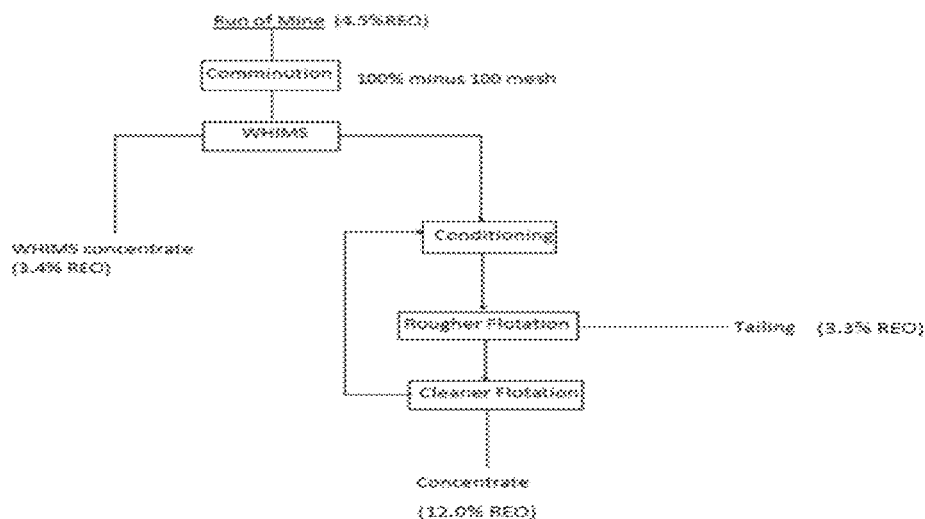 Run of Mine (4.9%REO)
Comminution
100% minus 100 mesh
WHIMS
WHIMS concentrate
(3.4% REO)
Conditioning
Rougher Flotation
Tailing (3.3% REO)
Cleaner Flotation
Concentrate
(12.0% REO)